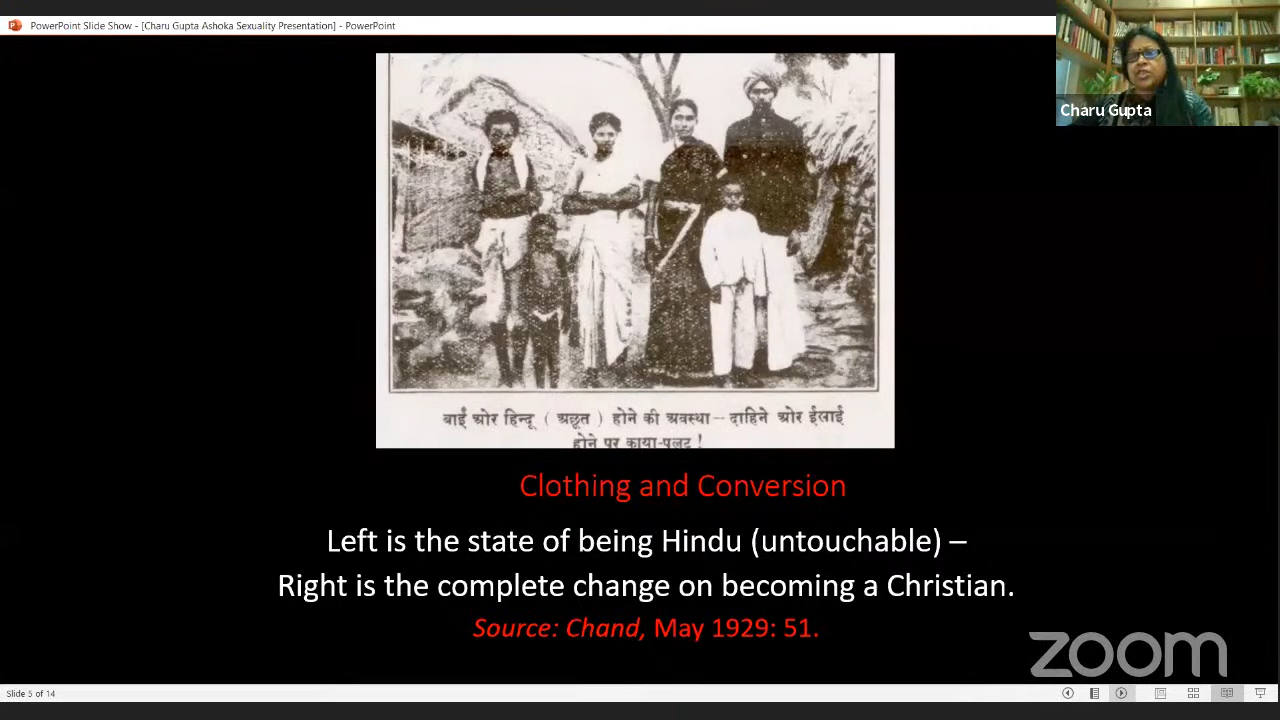 PowerPoint Slide Show - [Charu Gupta Ashoka Sexuality Presentation] - PowerPoint
Charu Gupta
बाईं ओर हिन्दू ( अछूत ) होने की अवस्था – दाहिने ओर ईसाई
होने पर काया-पलट !
Clothing and Conversion
Left is the state of being Hindu (untouchable) –
Right is the complete change on becoming a Christian.
Source: Chand, May 1929: 51.
zoom
Slide 5 of 14